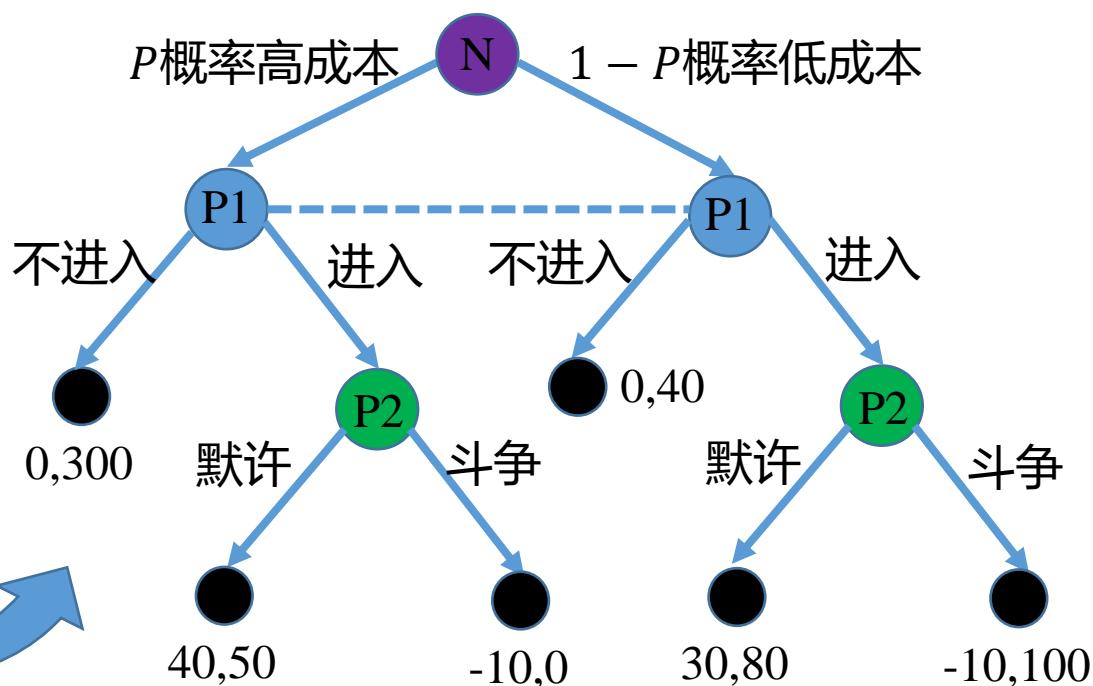 N
P概率高成本
1 − P概率低成本
P1
P1
不进入
进入
不进入
进入
P2
0,40
P2
0,300
默许
斗争
默许
斗争
40,50
-10,0
30,80
-10,100